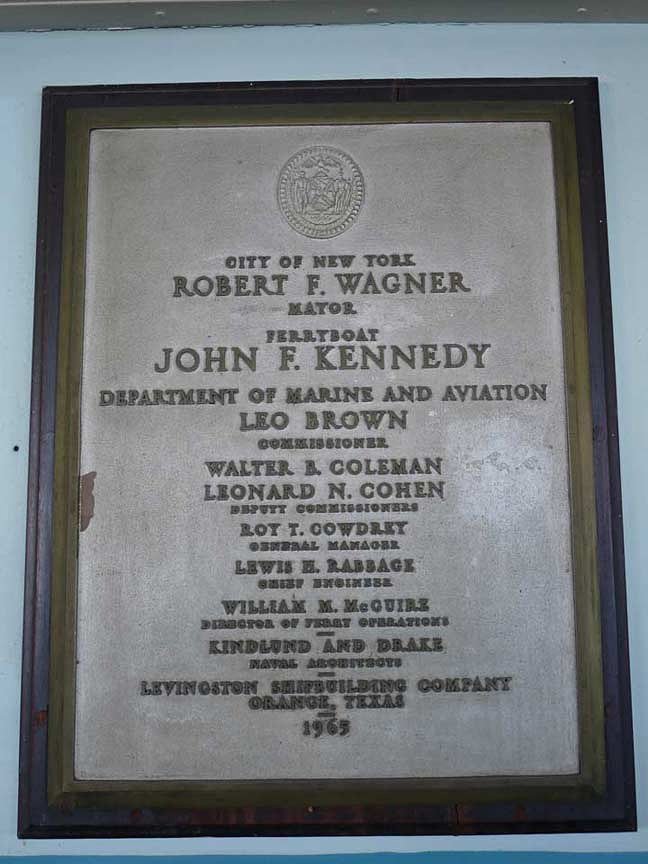 CITY OF NEW YORK
ROBERT F. WAGNER
MAYOR
FERRYBOAT
JOHN F. KENNEDY
DEPARTMENT OF MARINE AND AVIATION
LEO BROWN
COMMISSIONER
WALTER B. COLEMAN
LEONARD N. COHEN
DEPUTY COMMISSIONERS
ROY T. COWDREY
GENERAL MANAGER
LEWIS H. RABBAGE
CHIEF ENGINEER
WILLIAM M. McGUIRE
DIRECTOR OF FERRY OPERATIONS
KINDLUND AND DRAKE
NAVAL ARCHITECTS
LEVINGSTON SHIPBUILDING COMPANY
ORANGE, TEXAS
1965